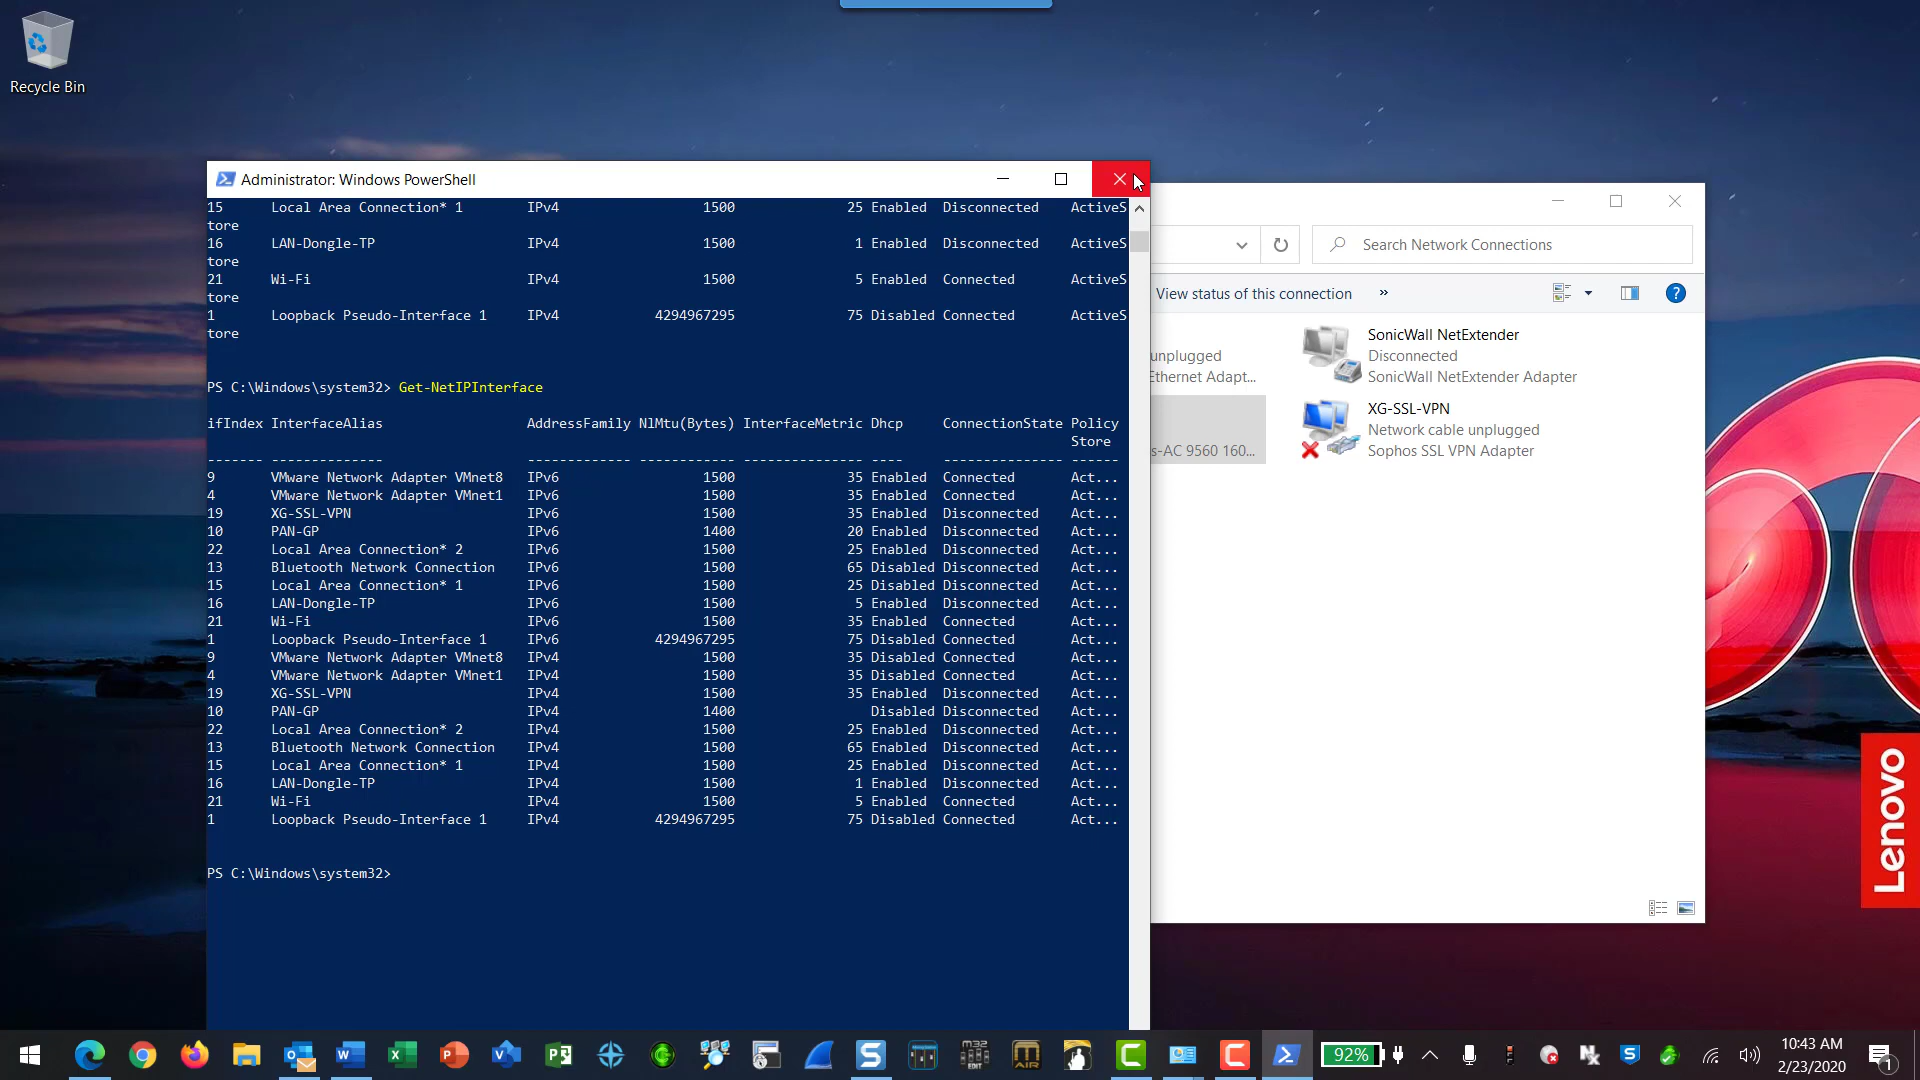 Recycle Bin
Administrator: Windows PowerShell
15 Local Area Connection* 1 IPv4 1500 25 Enabled Disconnected ActiveS
tore
16 LAN-Dongle-TP IPv4 1500 1 Enabled Disconnected ActiveS
tore
21 Wi-Fi IPv4 1500 5 Enabled Connected ActiveS
tore
1 Loopback Pseudo-Interface 1 IPv4 4294967295 75 Disabled Connected ActiveS
tore
PS C:\Windows\system32> Get-NetIPInterface
ifIndex InterfaceAlias AddressFamily NlMtu(Bytes) InterfaceMetric Dhcp ConnectionState Policy
Store
------- -------------- ------------- ------------ --------------- ---- --------------- ------
9 VMware Network Adapter VMnet8 IPv6 1500 35 Enabled Connected Act...
4 VMware Network Adapter VMnet1 IPv6 1500 35 Enabled Connected Act...
19 XG-SSL-VPN IPv6 1500 35 Enabled Disconnected Act...
10 PAN-GP IPv6 1400 20 Enabled Disconnected Act...
22 Local Area Connection* 2 IPv6 1500 25 Enabled Disconnected Act...
13 Bluetooth Network Connection IPv6 1500 65 Disabled Disconnected Act...
15 Local Area Connection* 1 IPv6 1500 25 Disabled Disconnected Act...
16 LAN-Dongle-TP IPv6 1500 5 Enabled Disconnected Act...
21 Wi-Fi IPv6 1500 35 Enabled Connected Act...
1 Loopback Pseudo-Interface 1 IPv6 4294967295 75 Disabled Connected Act...
9 VMware Network Adapter VMnet8 IPv4 1500 35 Disabled Connected Act...
4 VMware Network Adapter VMnet1 IPv4 1500 35 Disabled Connected Act...
19 XG-SSL-VPN IPv4 1500 35 Enabled Disconnected Act...
10 PAN-GP IPv4 1400 Disabled Disconnected Act...
22 Local Area Connection* 2 IPv4 1500 25 Enabled Disconnected Act...
13 Bluetooth Network Connection IPv4 1500 65 Enabled Disconnected Act...
15 Local Area Connection* 1 IPv4 1500 25 Enabled Disconnected Act...
16 LAN-Dongle-TP IPv4 1500 1 Enabled Disconnected Act...
21 Wi-Fi IPv4 1500 5 Enabled Connected Act...
1 Loopback Pseudo-Interface 1 IPv4 4294967295 75 Disabled Connected Act...
PS C:\Windows\system32>
Search Network Connections
View status of this connection »
unplugged
Ethernet Adapt...
s-AC 9560 160...
SonicWall NetExtender
Disconnected
SonicWall NetExtender Adapter
XG-SSL-VPN
Network cable unplugged
Sophos SSL VPN Adapter
Lenovo
92%
10:43 AM
2/23/2020
1